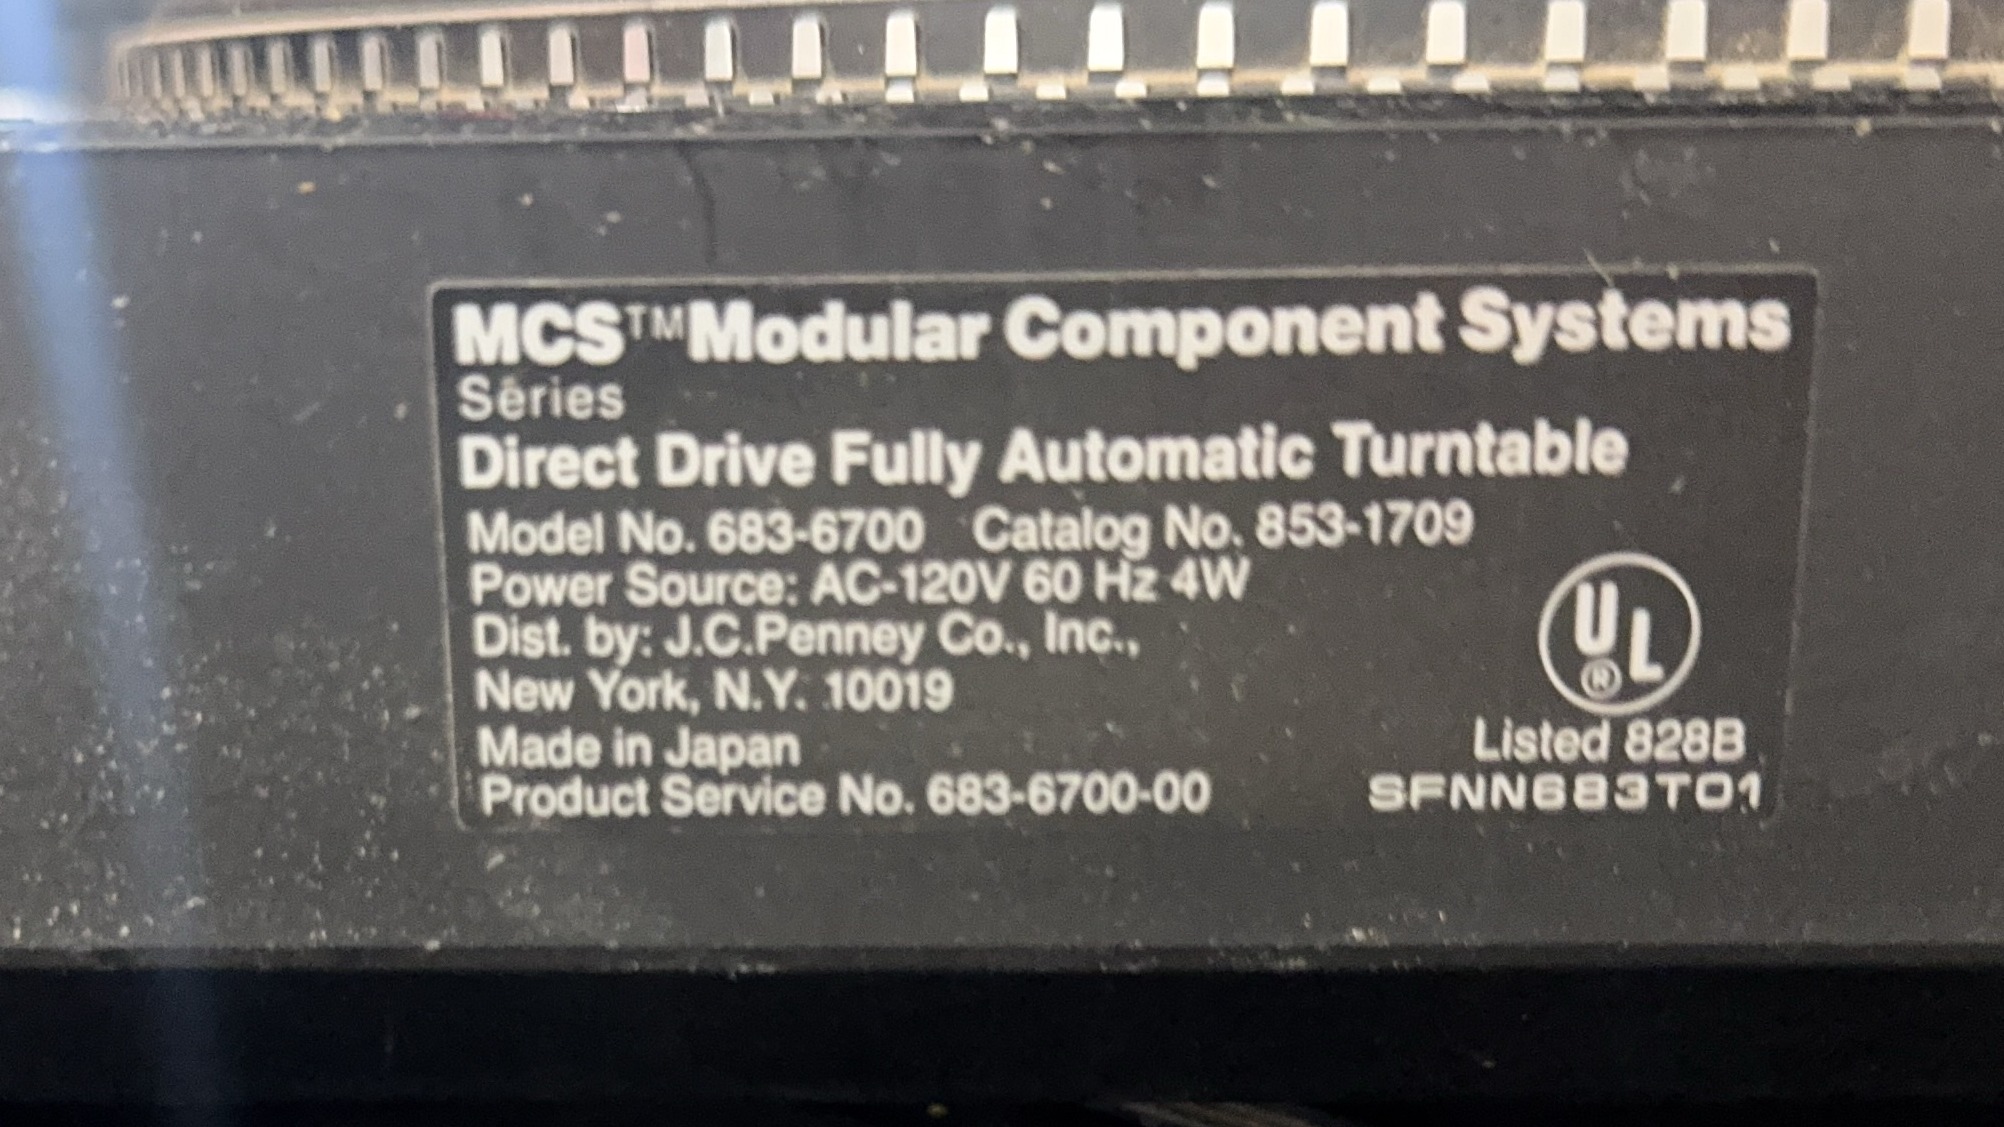 MCS™Modular Component Systems
Series
Direct Drive Fully Automatic Turntable
Model No. 683-6700 Catalog No. 853-1709
Power Source: AC-120V 60 Hz 4W
Dist. by: J.C.Penney Co., Inc.,
New York, N.Y. 10019
Made in Japan
Product Service No. 683-6700-00
UL®
Listed 828B
SFNN683T01